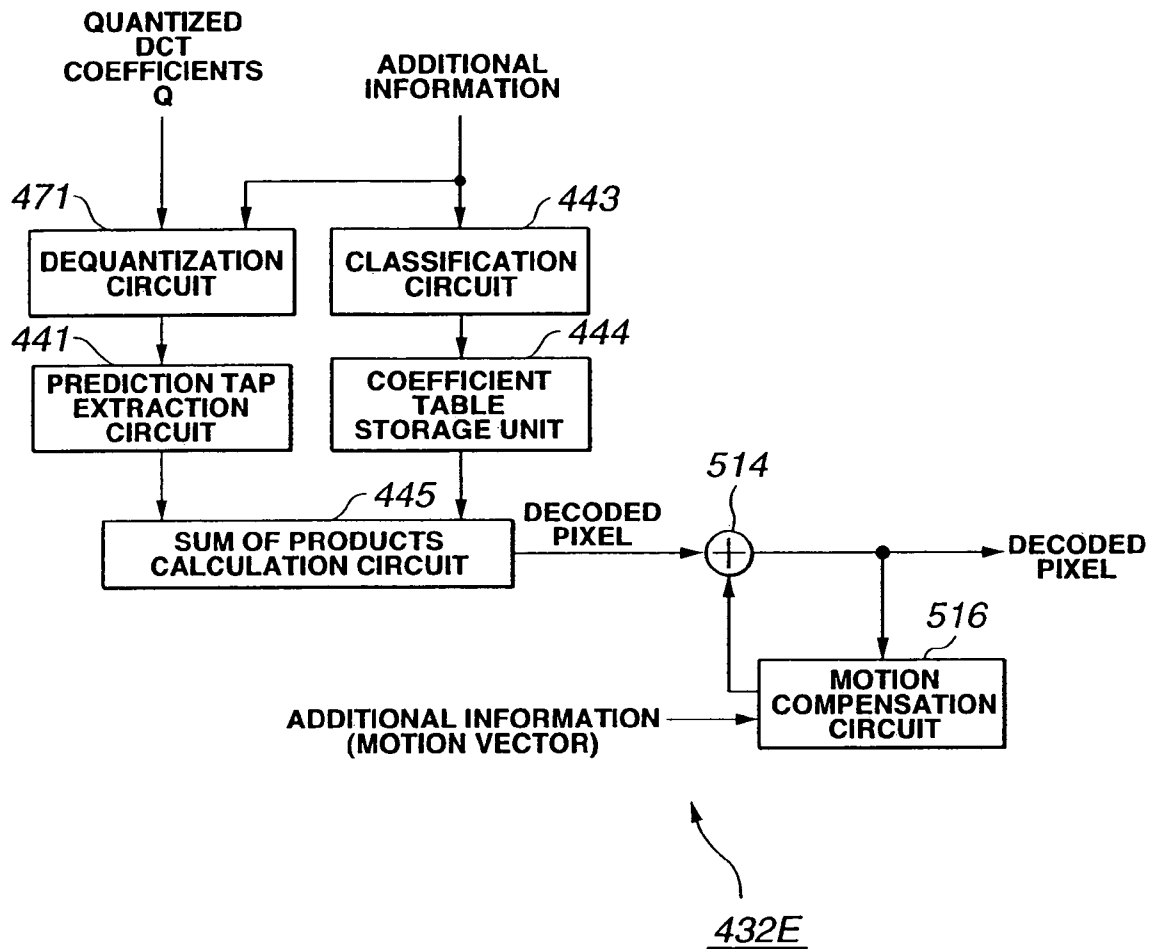 QUANTIZED
DCT
COEFFICIENTS
Q
ADDITIONAL
INFORMATION
471
443
DEQUANTIZATION
CIRCUIT
CLASSIFICATION
CIRCUIT
441
444
PREDICTION TAP
EXTRACTION
CIRCUIT
COEFFICIENT
TABLE
STORAGE UNIT
445
SUM OF PRODUCTS
CALCULATION CIRCUIT
DECODED
PIXEL
514
DECODED
PIXEL
516
MOTION
COMPENSATION
CIRCUIT
ADDITIONAL INFORMATION
(MOTION VECTOR)
432E